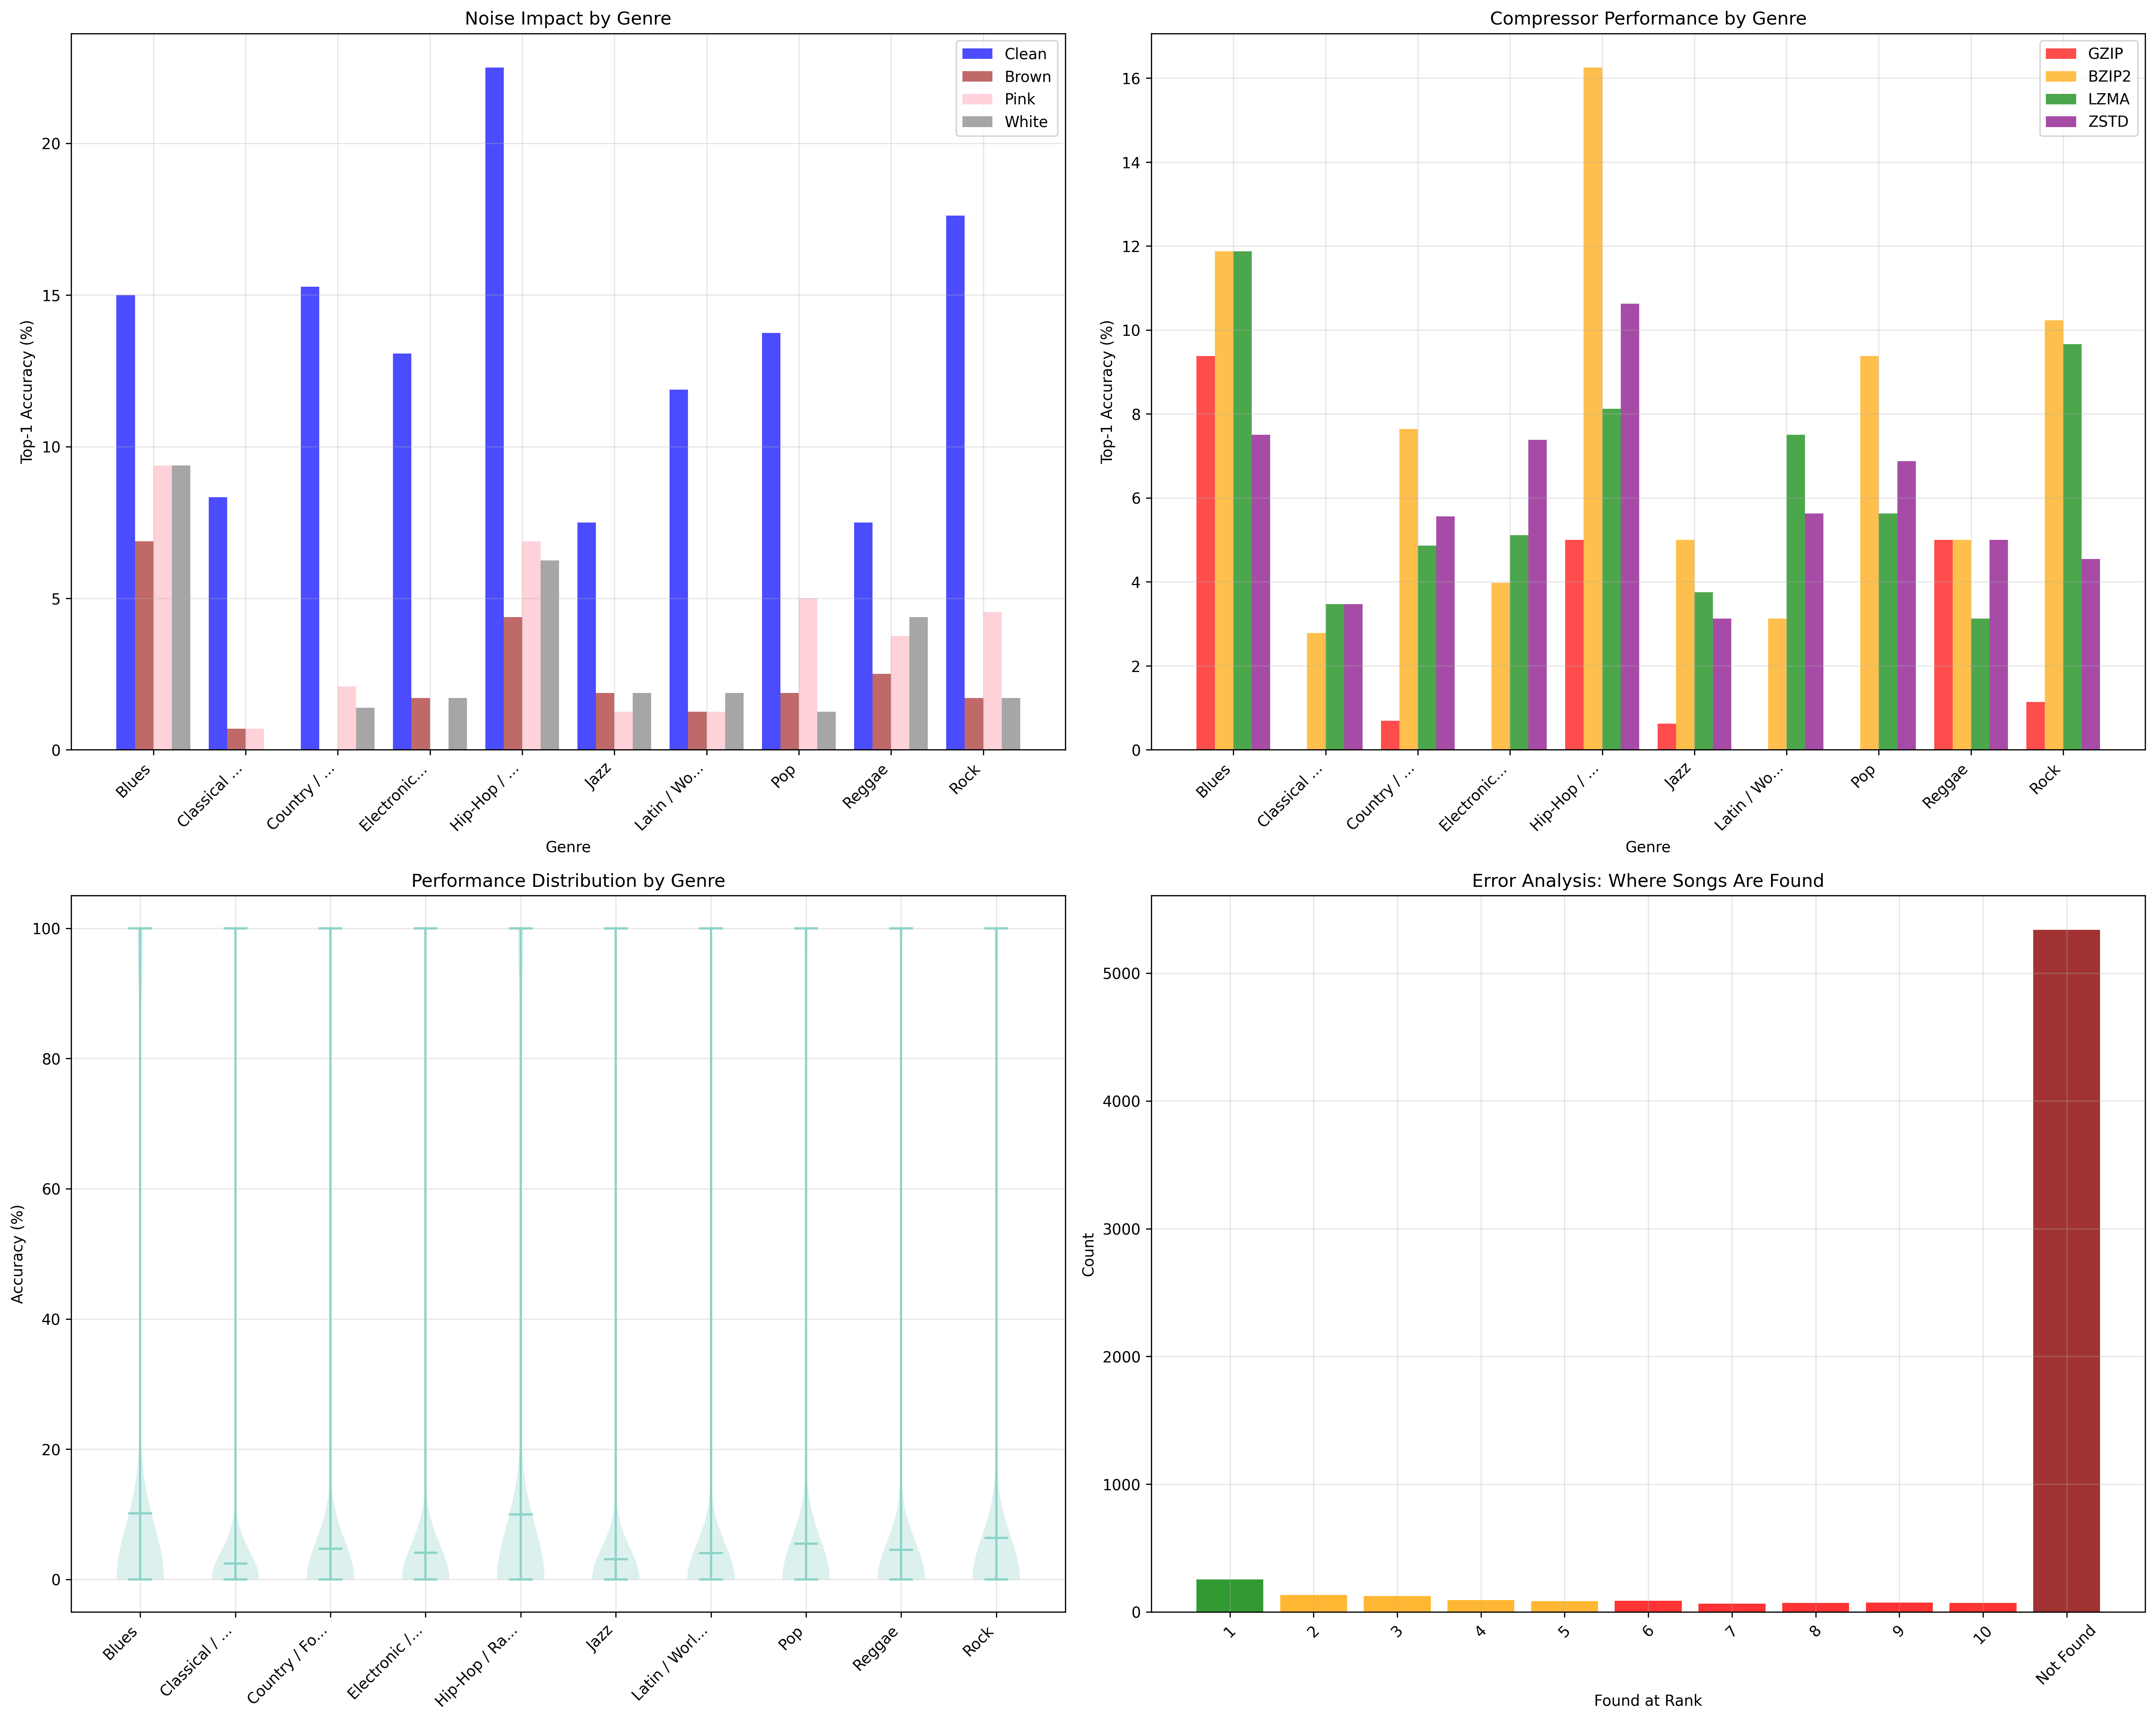 Noise Impact by Genre
Top-1 Accuracy (%)
20
15
10
5
0
Clean
Brown
Pink
White
Blues
Classical ...
Country / ...
Electronic...
Hip-Hop / ...
Jazz
Latin / Wo...
Pop
Reggae
Rock
Genre
Compressor Performance by Genre
Top-1 Accuracy (%)
16
14
12
10
8
6
4
2
0
GZIP
BZIP2
LZMA
ZSTD
Blues
Classical ...
Country / ...
Electronic...
Hip-Hop / ...
Jazz
Latin / Wo...
Pop
Reggae
Rock
Genre
Performance Distribution by Genre
Accuracy (%)
100
80
60
40
20
0
Blues
Classical / ...
Country / Fo...
Electronic /...
Hip-Hop / Ra...
Jazz
Latin / Worl...
Pop
Reggae
Rock
Error Analysis: Where Songs Are Found
Count
5000
4000
3000
2000
1000
0
1
2
3
4
5
6
7
8
9
10
Not Found
Found at Rank